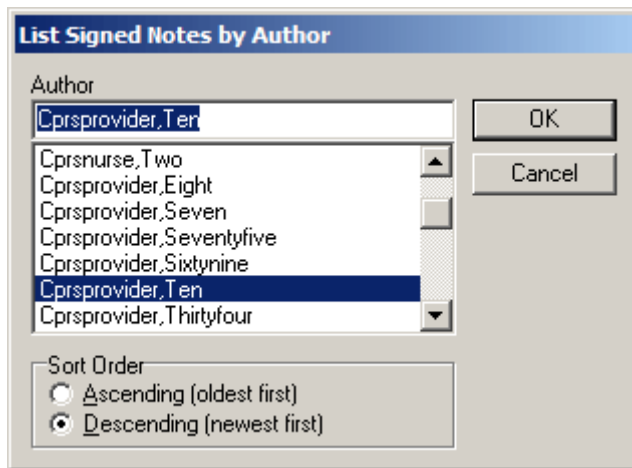 List Signed Notes by Author
Author
Cprsprovider,Ten
OK
Cprsnurse,Two
Cprsprovider,Eight
Cprsprovider,Seven
Cprsprovider,Seventyfive
Cprsprovider,Sixtynine
Cprsprovider,Ten
Cprsprovider,Thirtyfour
Cancel
Sort Order
Ascending (oldest first)
Descending (newest first)